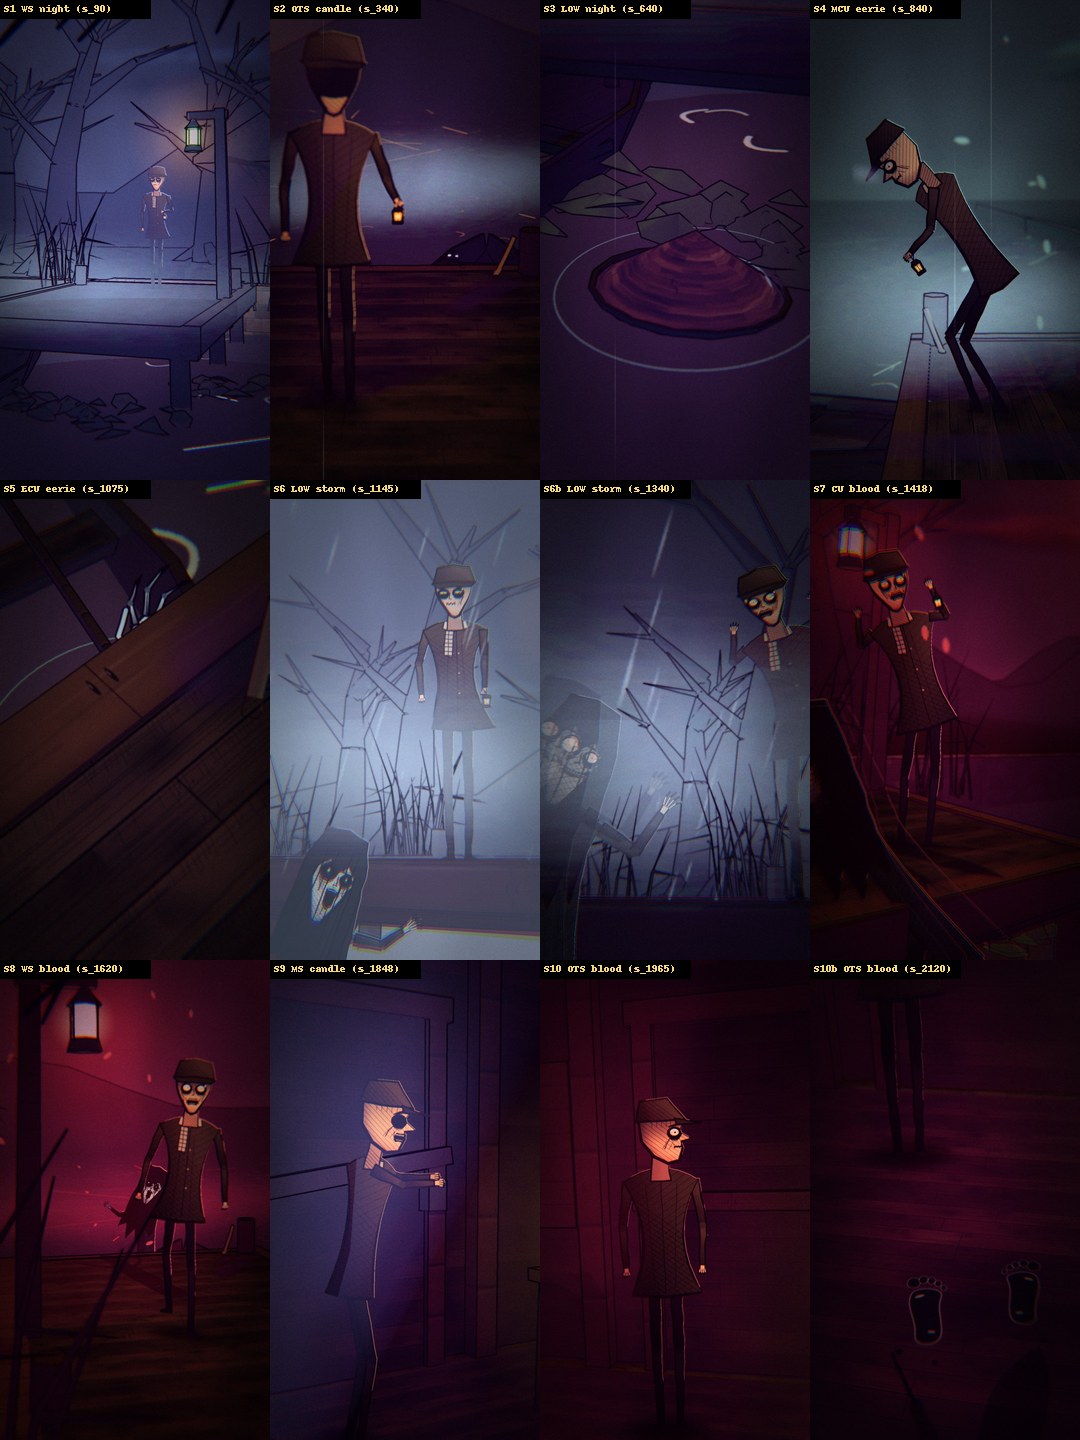 S1 WS night (s_90)
S2 OTS candle (s_340)
S3 LOW night (s_640)
S4 MCU eerie (s_840)
S5 ECU eerie (s_1075)
S6 LOW storm (s_1145)
S6b LOW storm (s_1340)
S7 CU blood (s_1418)
S8 WS blood (s_1620)
S9 MS candle (s_1848)
S10 OTS blood (s_1965)
S10b OTS blood (s_2120)